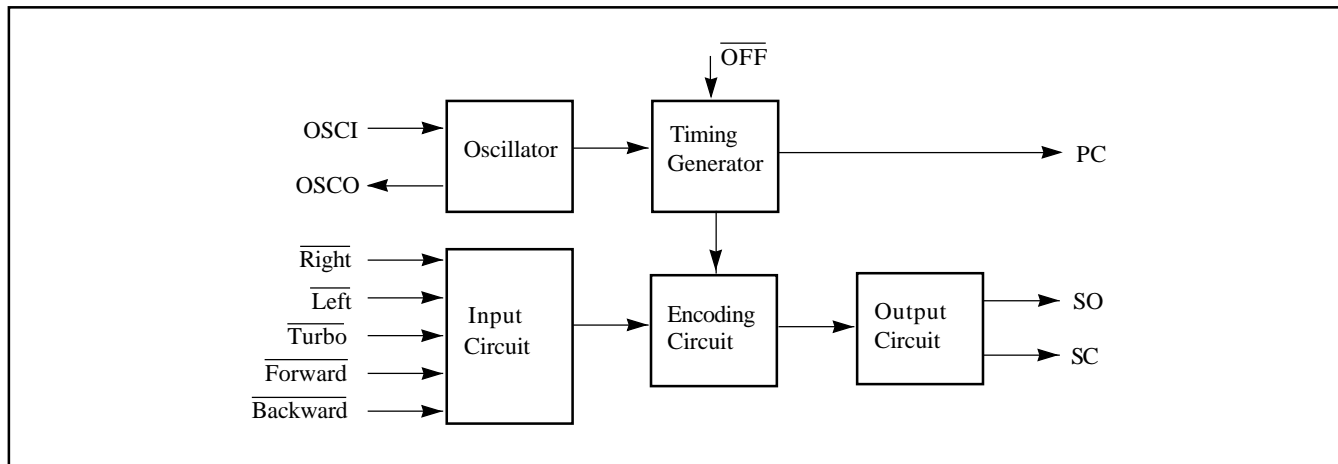 OFF
OSCI
OSCO
Oscillator
Timing
Generator
PC
Right
Left
Turbo
Forward
Backward
Input
Circuit
Encoding
Circuit
Output
Circuit
SO
SC